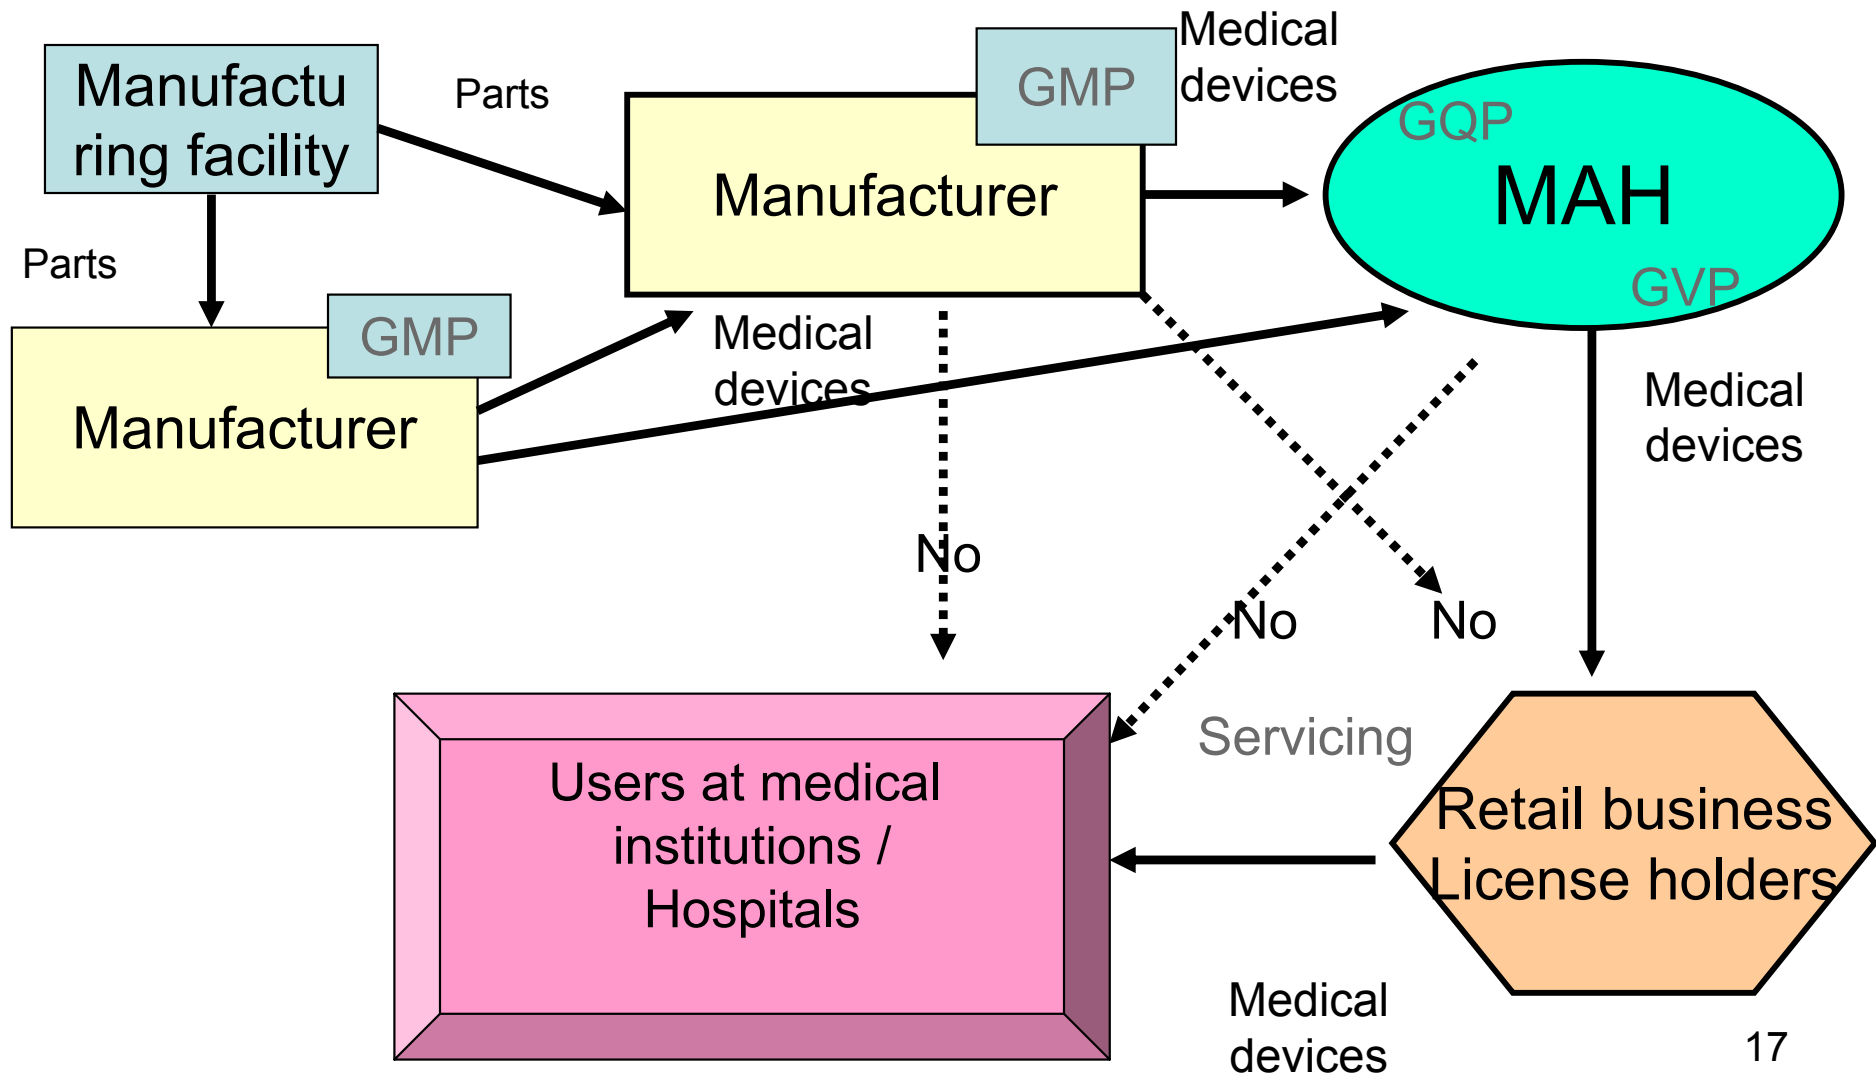 Manufactu
ring facility
Parts
GMP
Medical
devices
Manufacturer
GQP
MAH
GVP
Parts
GMP
Manufacturer
Medical
devices
Medical
devices
No
No
No
Servicing
Users at medical
institutions /
Hospitals
Retail business
License holders
Medical
devices
17